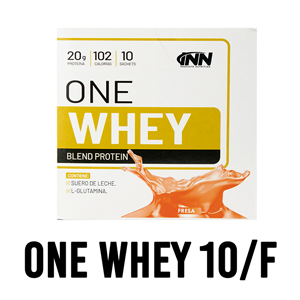 20g 102 10
PROTEÍNA CALORÍAS SACHETS
INN
ONE
WHEY
BLEND PROTEIN
CONTIENE:
SUERO DE LECHE.
L-GLUTAMINA.
FRESA
ONE WHEY 10/F